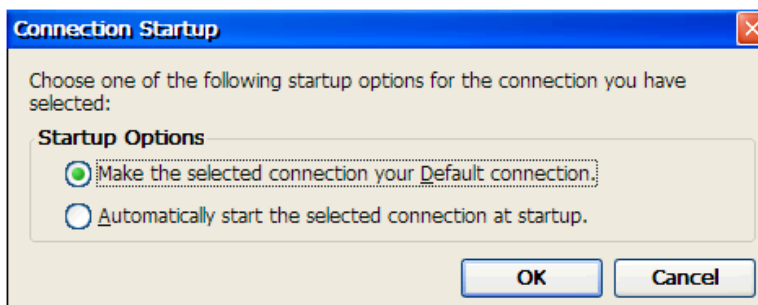 Connection Startup
Choose one of the following startup options for the connection you have
selected:
Startup Options
Make the selected connection your Default connection.
Automatically start the selected connection at startup.
OK
Cancel